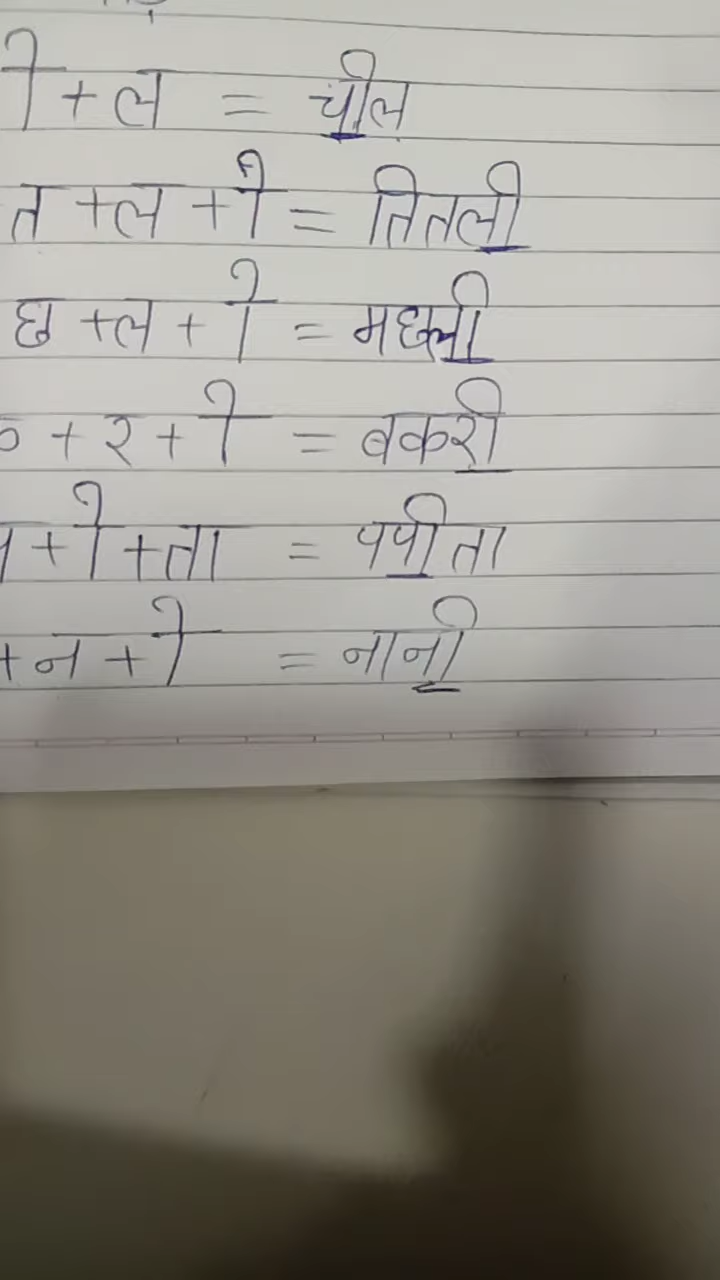 ी + ल = चील
त + ल + ी = तितली
छ + ल + ी = मछली
क + र + ी = बकरी
प + ी + ता = पपीता
+ न + ी = नानी